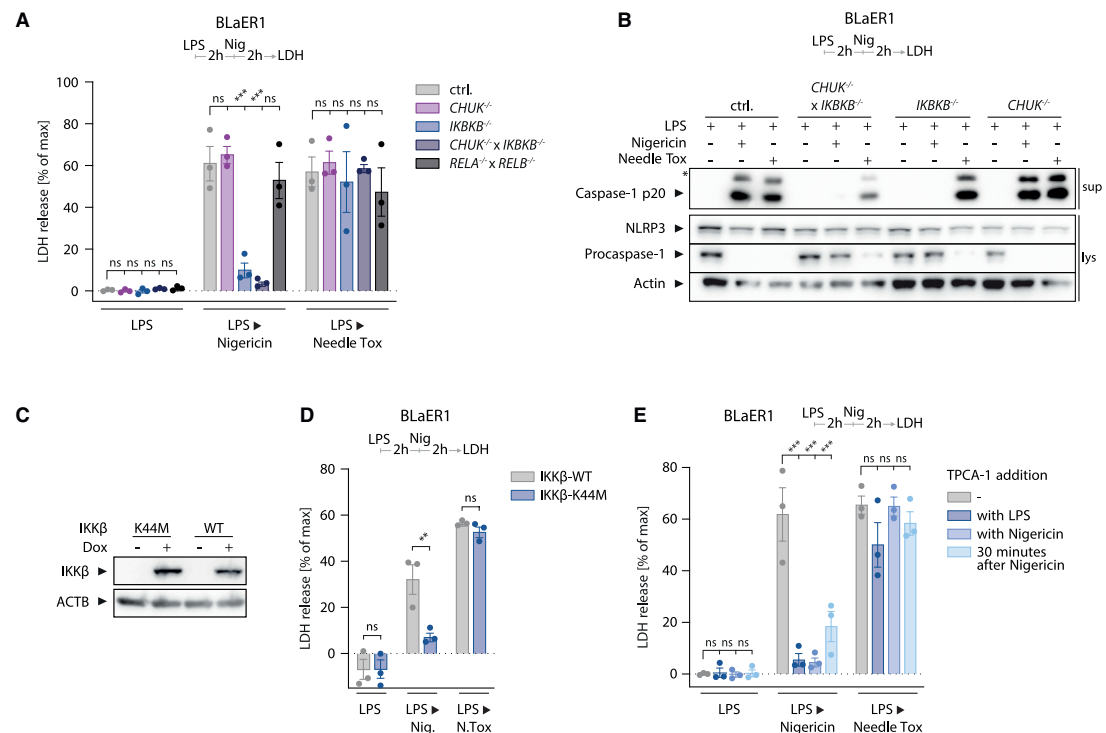 A
BLaER1
LPS Nig
2h 2h LDH
LDH release [% of max]
100
80
60
40
20
0
ns ns ns ns
ns *** *** ns
ns ns ns ns
LPS
LPS ►
Nigericin
LPS ►
Needle Tox
ctrl.
CHUK-/-
IKBKB-/-
CHUK-/- x IKBKB-/-
RELA-/- x RELB-/-
B
BLaER1
LPS Nig
2h 2h LDH
ctrl.
CHUK-/-
x IKBKB-/-
IKBKB-/-
CHUK-/-
LPS + + + + + + + + + + + +
Nigericin - + - - + - - + - - + -
Needle Tox - - + - - + - - + - - +
*
Caspase-1 p20 ►
sup
NLRP3 ►
Procaspase-1 ►
Actin ►
lys
C
IKKβ K44M WT
Dox - + - +
IKKβ ►
ACTB ►
D
BLaER1
LPS Nig
2h 2h LDH
LDH release [% of max]
80
60
40
20
0
ns
**
ns
LPS
LPS ►
Nig.
LPS ►
N.Tox
IKKβ-WT
IKKβ-K44M
E
BLaER1
LPS Nig
2h 2h LDH
LDH release [% of max]
80
60
40
20
0
ns ns ns
*** *** ***
ns ns ns
LPS
LPS ►
Nigericin
LPS ►
Needle Tox
TPCA-1 addition
-
with LPS
with Nigericin
30 minutes
after Nigericin